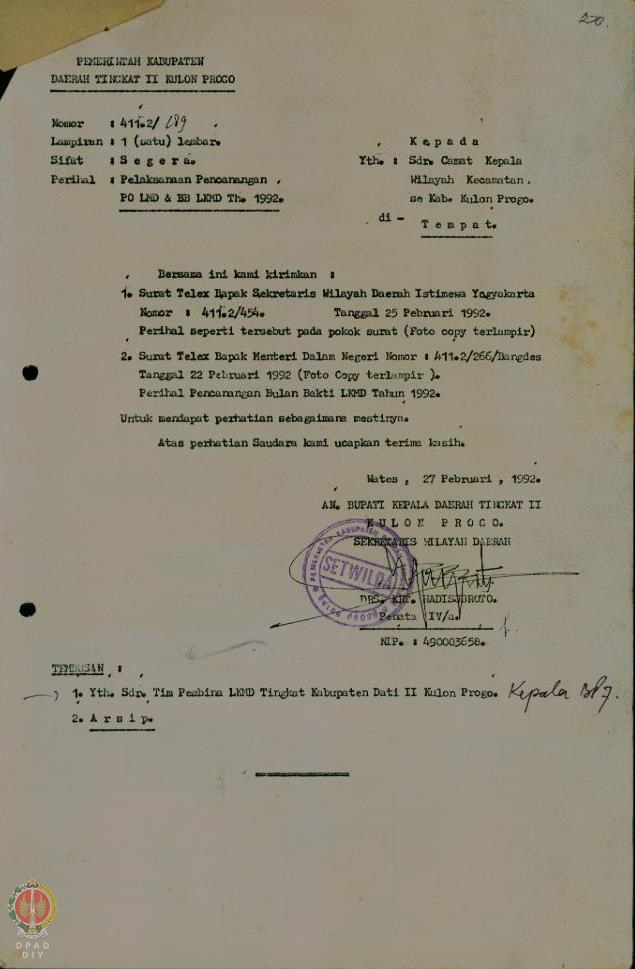 220.
PEMERINTAH KABUPATEN
DAERAH TINGKAT II KULON PROGO
Nomor : 411.2/189
Lampiran : 1 (satu) lembar.
Sifat : S e g e r a.
Perihal : Pelaksanaan Pencanangan
PO LMD & BB LKMD Th. 1992.
K e p a d a
Yth. : Sdr. Camat Kepala
Wilayah Kecamatan.
se Kab. Kulon Progo.
di -
T e m p a t.
Bersama ini kami kirimkan :
1. Surat Telex Bapak Sekretaris Wilayah Daerah Istimewa Yogyakarta
Nomor : 411.2/454. Tanggal 25 Pebruari 1992.
Perihal seperti tersebut pada pokok surat (Foto copy terlampir)
2. Surat Telex Bapak Menteri Dalam Negeri Nomor : 411.2/266/Bangdes
Tanggal 22 Pebruari 1992 (Foto Copy terlampir ).
Perihal Pencanangan Bulan Bakti LKMD Tahun 1992.
Untuk mendapat perhatian sebagaimana mestinya.
Atas perhatian Saudara kami ucapkan terima kasih.
Wates, 27 Pebruari, 1992.
AN. BUPATI KEPALA DAERAH TINGKAT II
K U L O N P R O G O.
SEKRETARIS WILAYAH DAERAH
SETWILDA
DRS. KRT. HADISUBROTO.
Penata IV/a.
NIP. : 490003658.
TEMBUSAN :
1. Yth. Sdr. Tim Pembina LKMD Tingkat Kabupaten Dati II Kulon Progo. Kepala
2. A r s i p.
DPAD
DIY